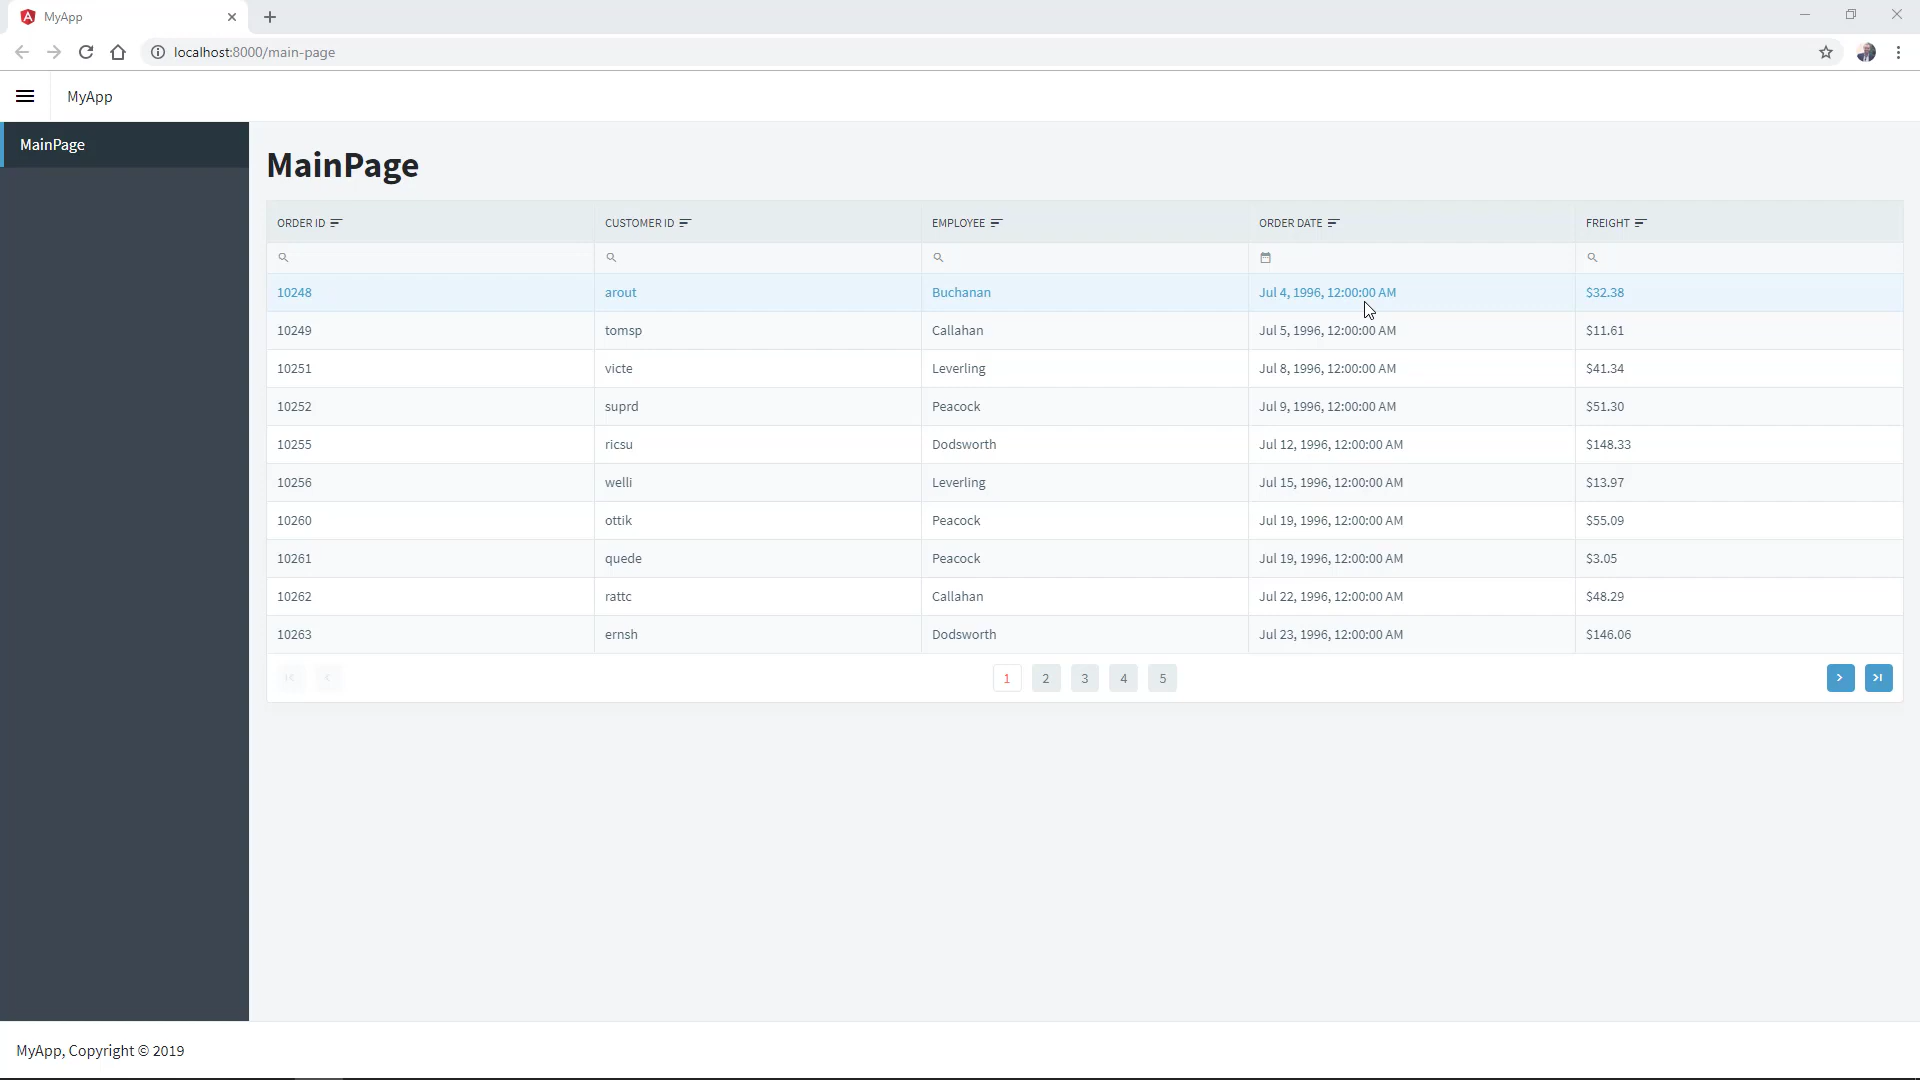 MyApp
localhost:8000/main-page
MyApp
MainPage
MainPage
ORDER ID CUSTOMER ID EMPLOYEE ORDER DATE FREIGHT
10248 arout Buchanan Jul 4, 1996, 12:00:00 AM $32.38
10249 tomsp Callahan Jul 5, 1996, 12:00:00 AM $11.61
10251 victe Leverling Jul 8, 1996, 12:00:00 AM $41.34
10252 suprd Peacock Jul 9, 1996, 12:00:00 AM $51.30
10255 ricsu Dodsworth Jul 12, 1996, 12:00:00 AM $148.33
10256 welli Leverling Jul 15, 1996, 12:00:00 AM $13.97
10260 ottik Peacock Jul 19, 1996, 12:00:00 AM $55.09
10261 quede Peacock Jul 19, 1996, 12:00:00 AM $3.05
10262 rattc Callahan Jul 22, 1996, 12:00:00 AM $48.29
10263 ernsh Dodsworth Jul 23, 1996, 12:00:00 AM $146.06
1 2 3 4 5
MyApp, Copyright © 2019